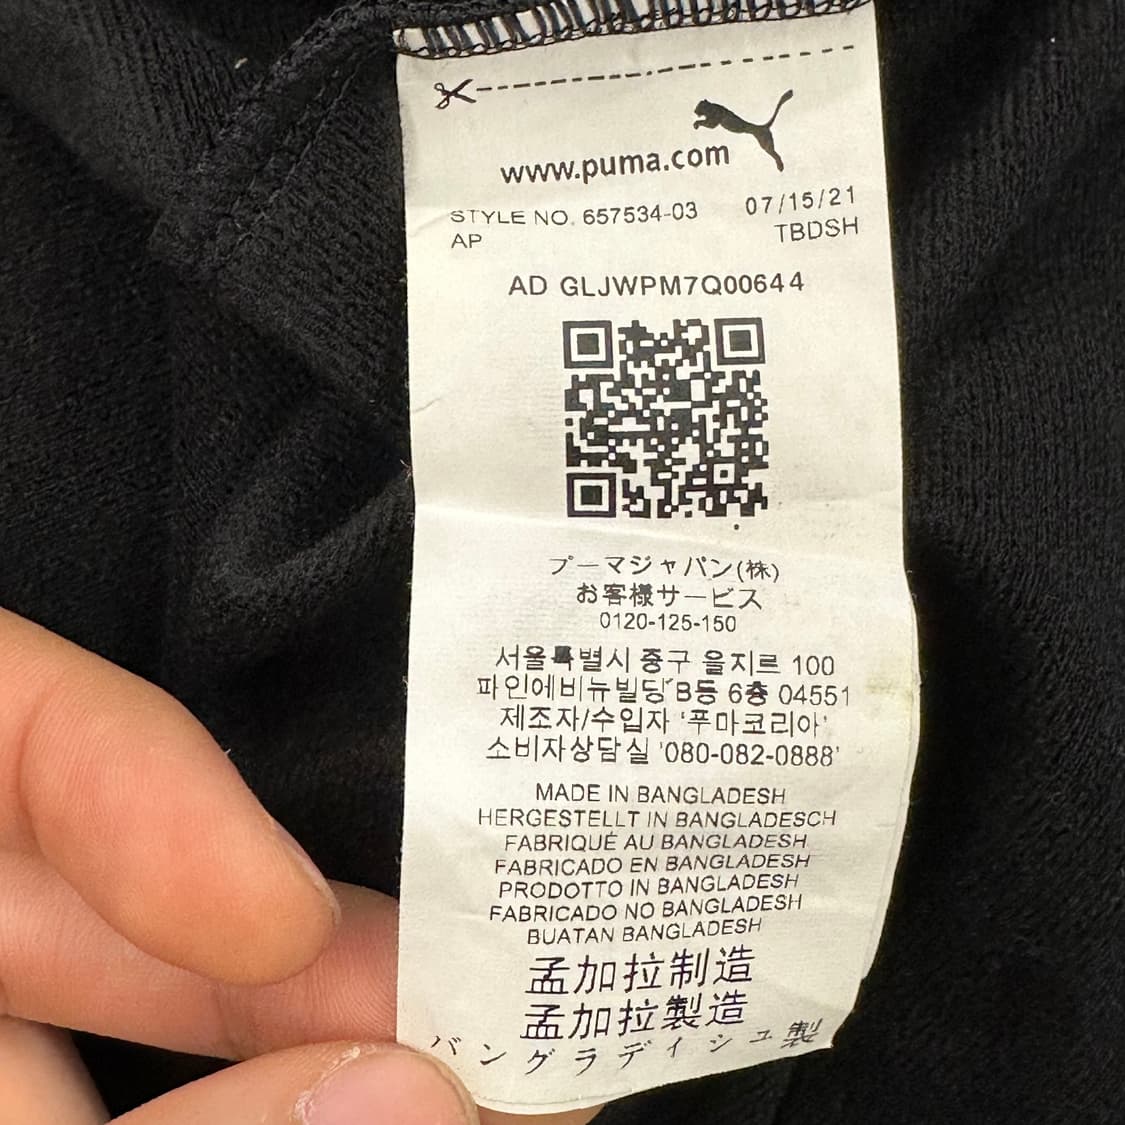 www.puma.com
STYLE NO. 657534-03 07/15/21
AP TBDSH
AD GLJWPM7Q00644
プーマジャパン(株)
お客様サービス
0120-125-150
서울특별시 중구 을지로 100
파인에비뉴빌딩 B동 6층 04551
제조자/수입자 '푸마코리아'
소비자상담실 '080-082-0888'
MADE IN BANGLADESH
HERGESTELLT IN BANGLADESCH
FABRIQUÉ AU BANGLADESH
FABRICADO EN BANGLADESH
PRODOTTO IN BANGLADESH
FABRICADO NO BANGLADESH
BUATAN BANGLADESH
孟加拉制造
孟加拉製造
バングラデイシュ製